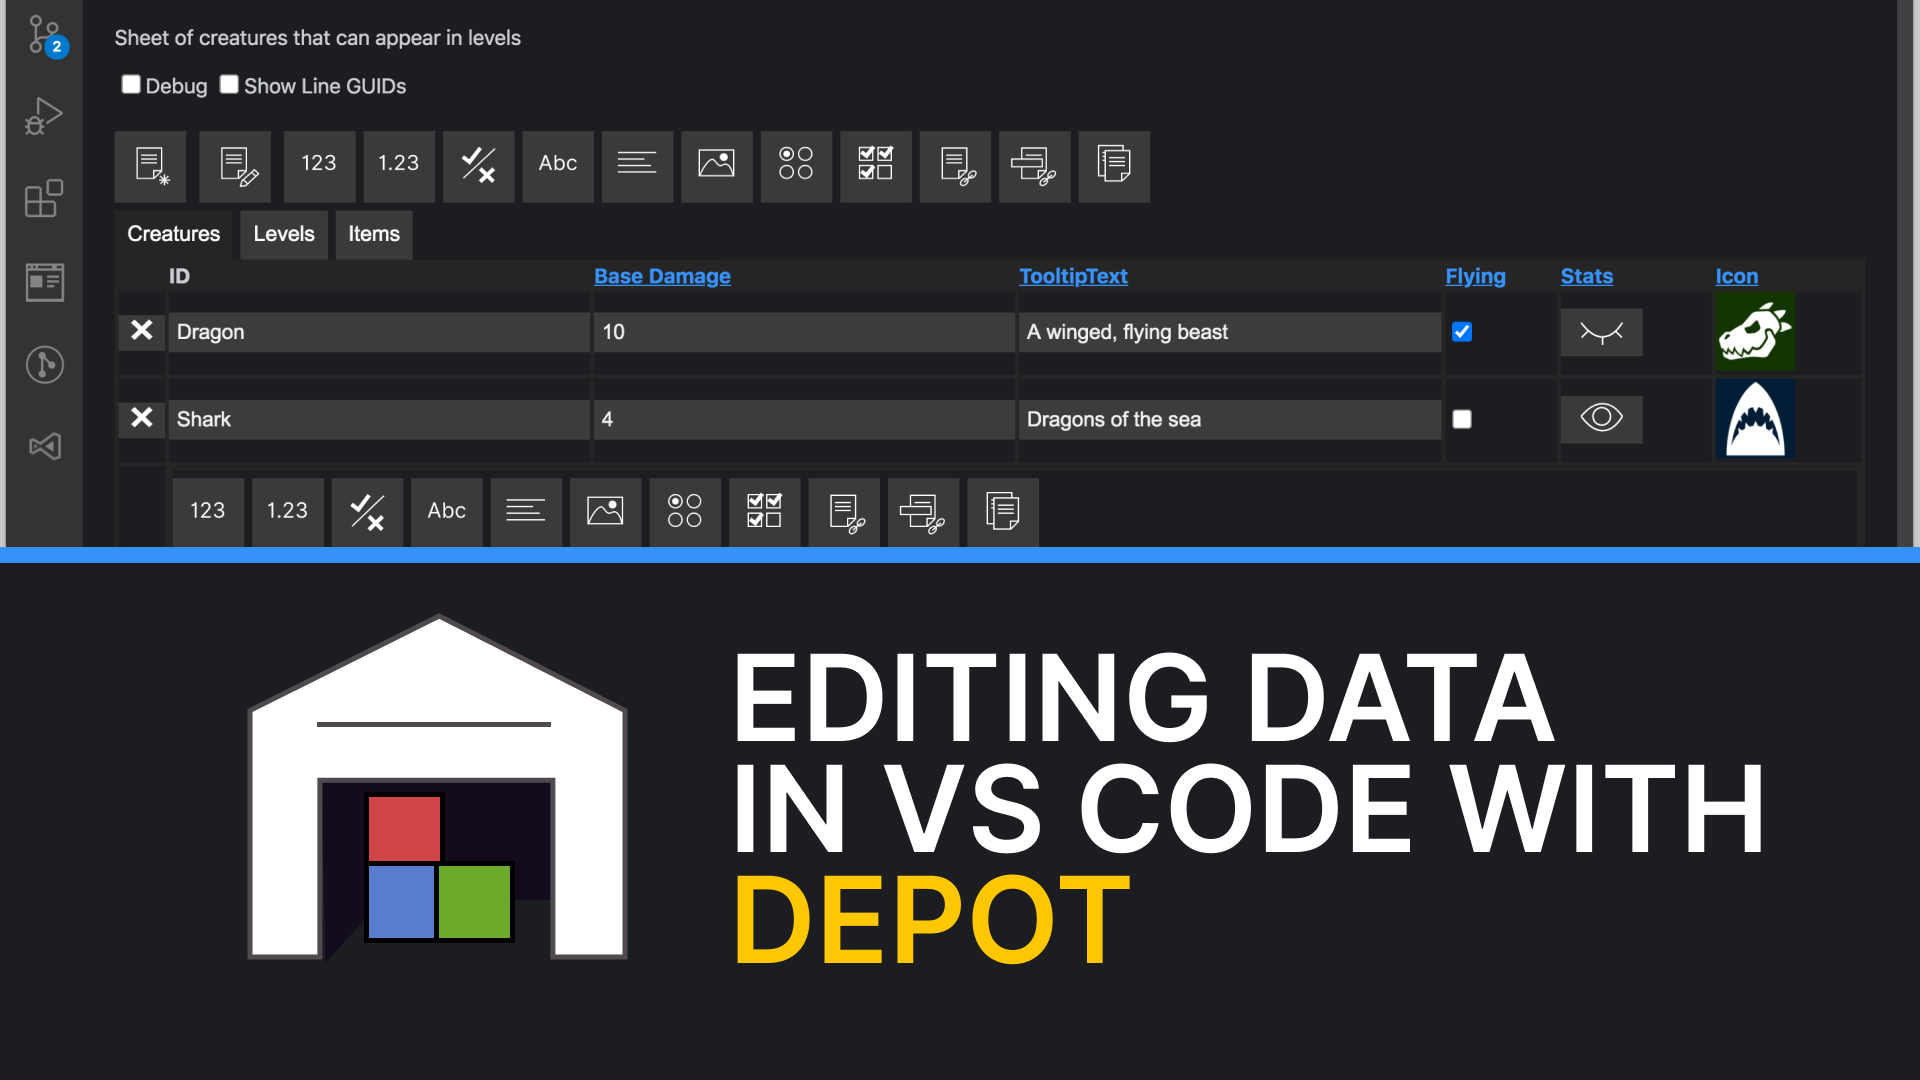 2
Sheet of creatures that can appear in levels
Debug Show Line GUIDs
123 1.23 Abc
Creatures Levels Items
ID Base Damage TooltipText Flying Stats Icon
Dragon 10 A winged, flying beast
Shark 4 Dragons of the sea
123 1.23 Abc
EDITING DATA
IN VS CODE WITH
DEPOT